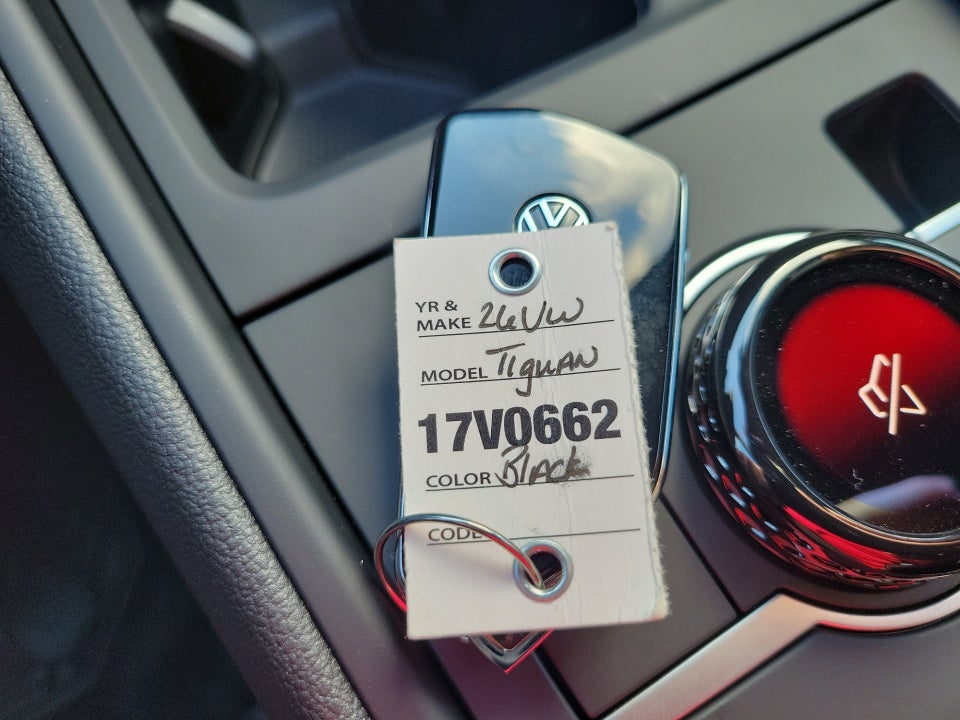 YR &
MAKE 26 VW
MODEL Tiguan
17V0662
COLOR Black
CODE